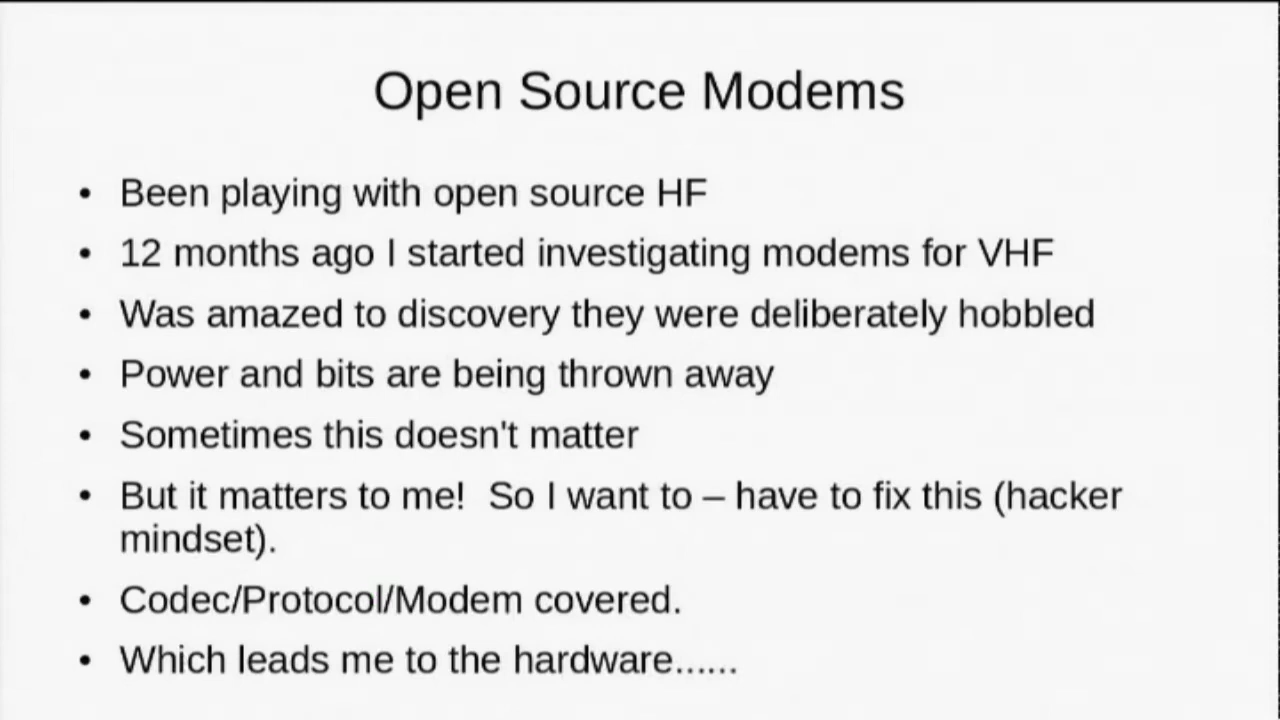 Open Source Modems
• Been playing with open source HF
• 12 months ago I started investigating modems for VHF
• Was amazed to discovery they were deliberately hobbled
• Power and bits are being thrown away
• Sometimes this doesn't matter
• But it matters to me!  So I want to – have to fix this (hacker
mindset).
• Codec/Protocol/Modem covered.
• Which leads me to the hardware......